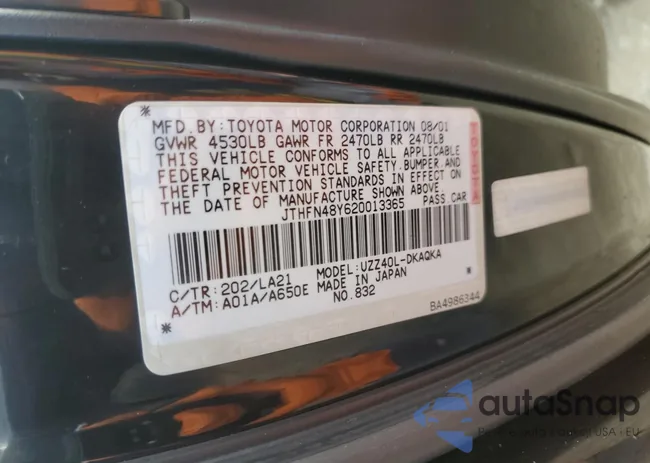 MFD. BY: TOYOTA MOTOR CORPORATION 08/01
GVWR 4530LB GAWR FR 2470LB RR 2470LB
THIS VEHICLE CONFORMS TO ALL APPLICABLE
FEDERAL MOTOR VEHICLE SAFETY, BUMPER, AND
THEFT PREVENTION STANDARDS IN EFFECT ON
THE DATE OF MANUFACTURE SHOWN ABOVE.
JTHFN48Y620013365 PASS. CAR
C/TR: 202/LA21 MODEL: UZZ40L-DKAQKA
A/TM: A01A/A650E MADE IN JAPAN
NO. 832
BA4986344
autoSnap
EU